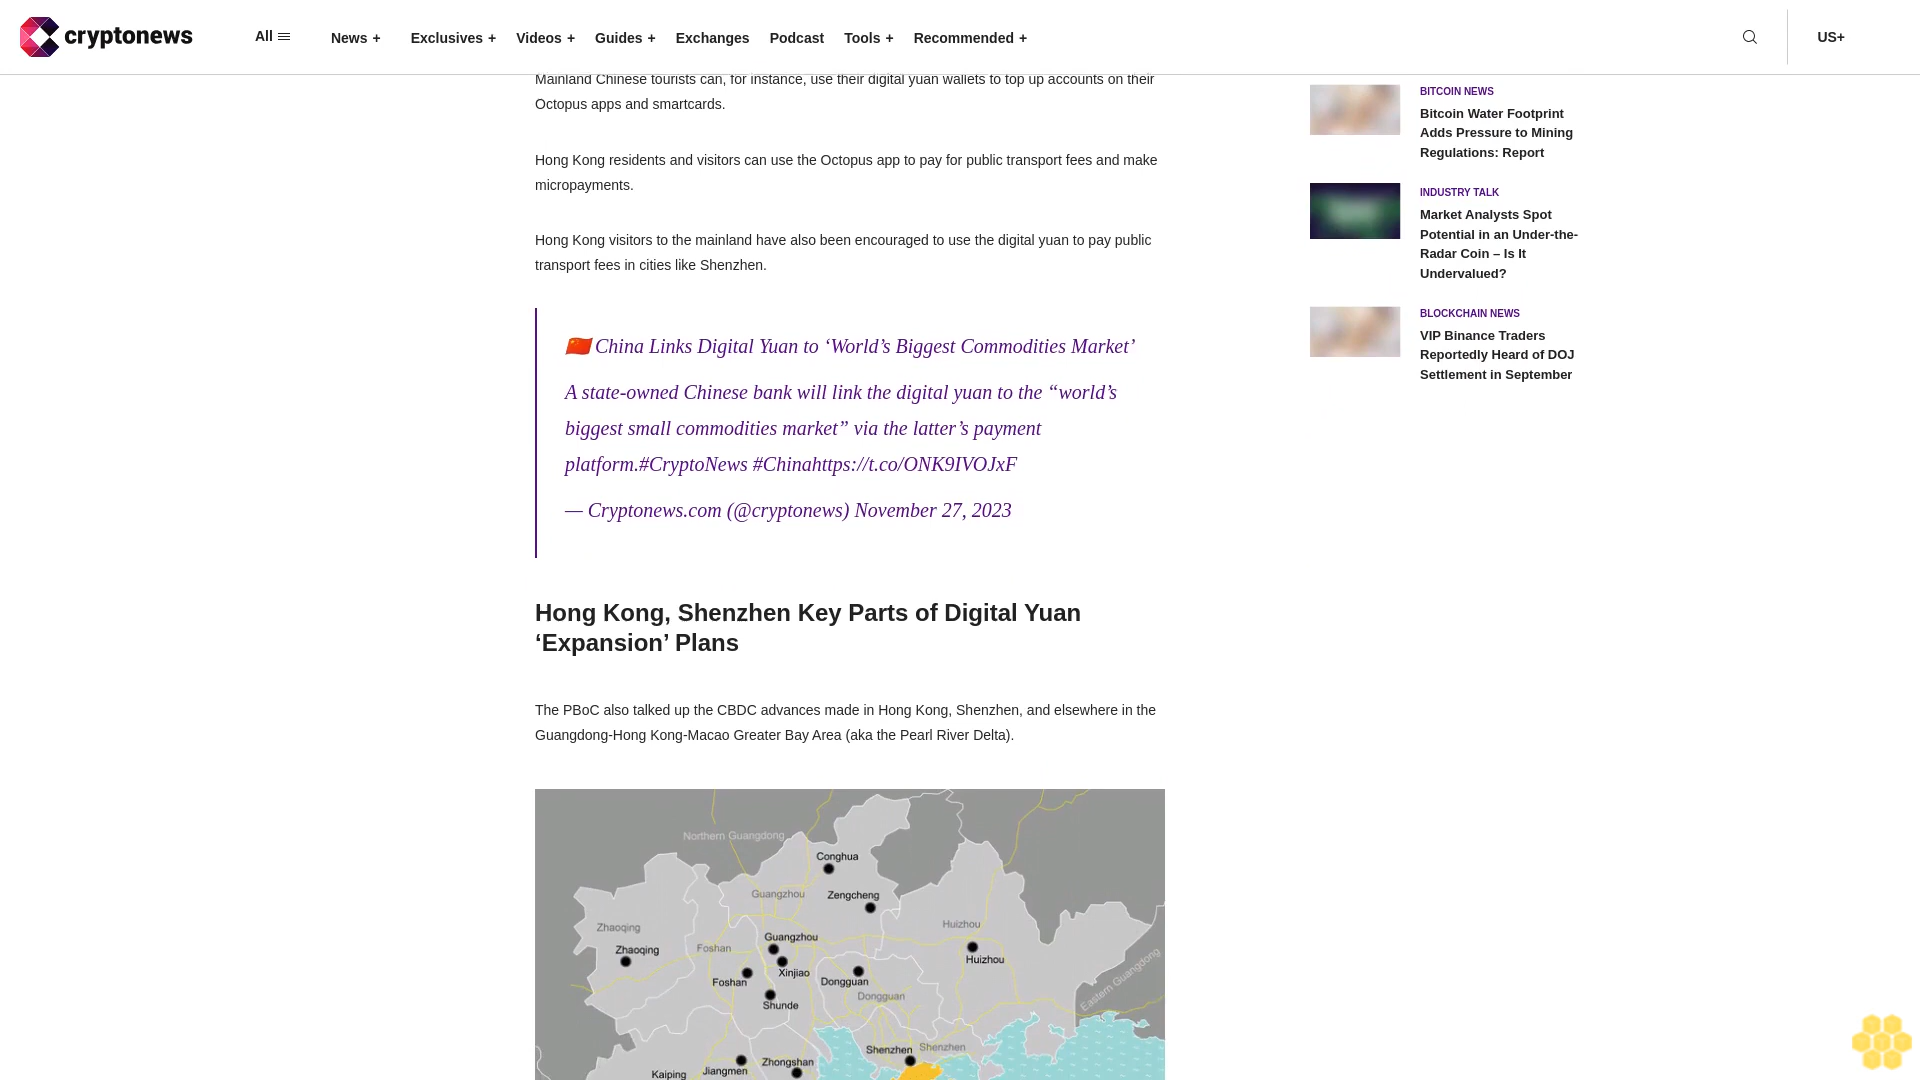 cryptonews
All
News +
Exclusives +
Videos +
Guides +
Exchanges
Podcast
Tools +
Recommended +
US+
Mainland Chinese tourists can, for instance, use their digital yuan wallets to top up accounts on their
Octopus apps and smartcards.
Hong Kong residents and visitors can use the Octopus app to pay for public transport fees and make
micropayments.
Hong Kong visitors to the mainland have also been encouraged to use the digital yuan to pay public
transport fees in cities like Shenzhen.
🇨🇳 China Links Digital Yuan to ‘World’s Biggest Commodities Market’
A state-owned Chinese bank will link the digital yuan to the “world’s
biggest small commodities market” via the latter’s payment
platform.#CryptoNews #Chinahttps://t.co/ONK9IVOJxF
— Cryptonews.com (@cryptonews) November 27, 2023
Hong Kong, Shenzhen Key Parts of Digital Yuan
‘Expansion’ Plans
The PBoC also talked up the CBDC advances made in Hong Kong, Shenzhen, and elsewhere in the
Guangdong-Hong Kong-Macao Greater Bay Area (aka the Pearl River Delta).
Northern Guangdong
Conghua
Guangzhou
Zengcheng
Zhaoqing
Huizhou
Guangzhou
Zhaoqing
Foshan
Huizhou
Xinjiao
Foshan
Dongguan
Eastern Guangdong
Dongguan
Shunde
Shenzhen
Shenzhen
Zhongshan
Jiangmen
Kaiping
BITCOIN NEWS
Bitcoin Water Footprint
Adds Pressure to Mining
Regulations: Report
INDUSTRY TALK
Market Analysts Spot
Potential in an Under-the-
Radar Coin – Is It
Undervalued?
BLOCKCHAIN NEWS
VIP Binance Traders
Reportedly Heard of DOJ
Settlement in September